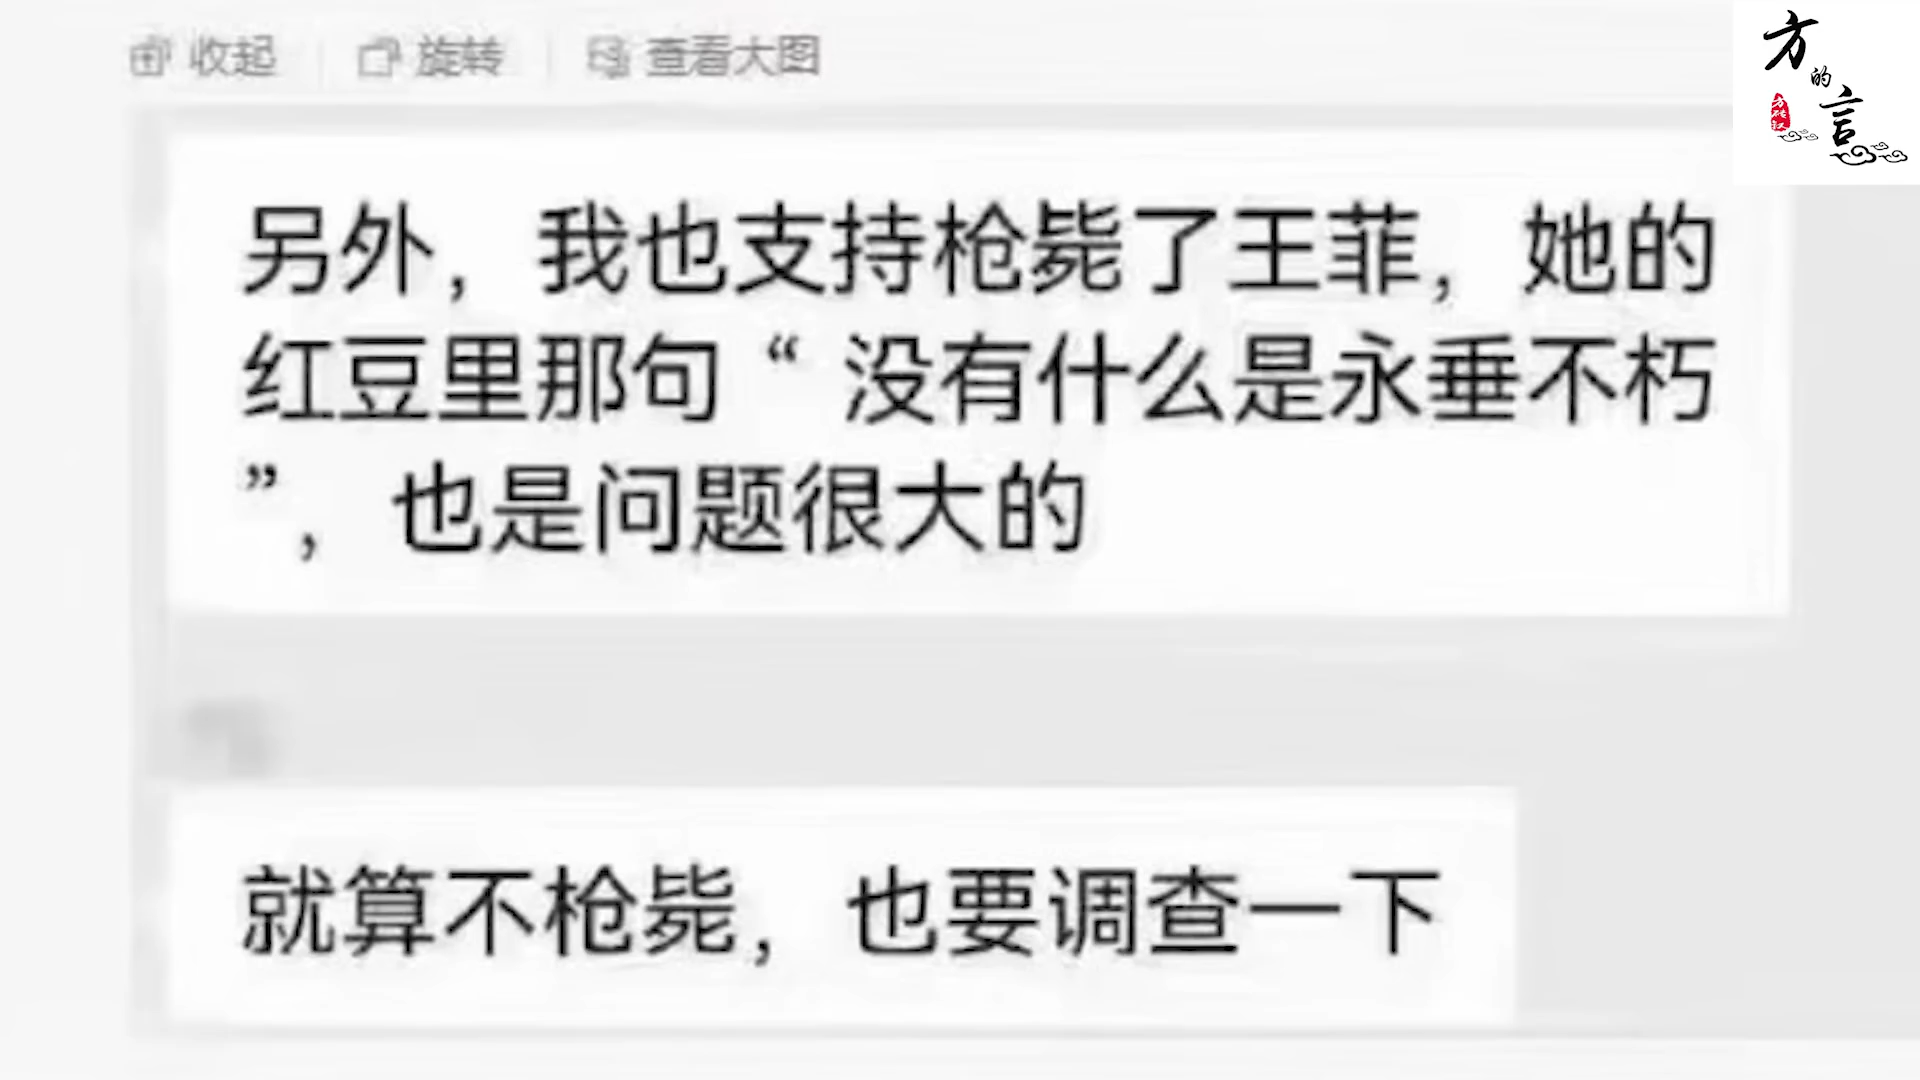 收起 旋转 查看大图
方的言
另外，我也支持枪毙了王菲，她的
红豆里那句“没有什么是永垂不朽
”，也是问题很大的
就算不枪毙，也要调查一下